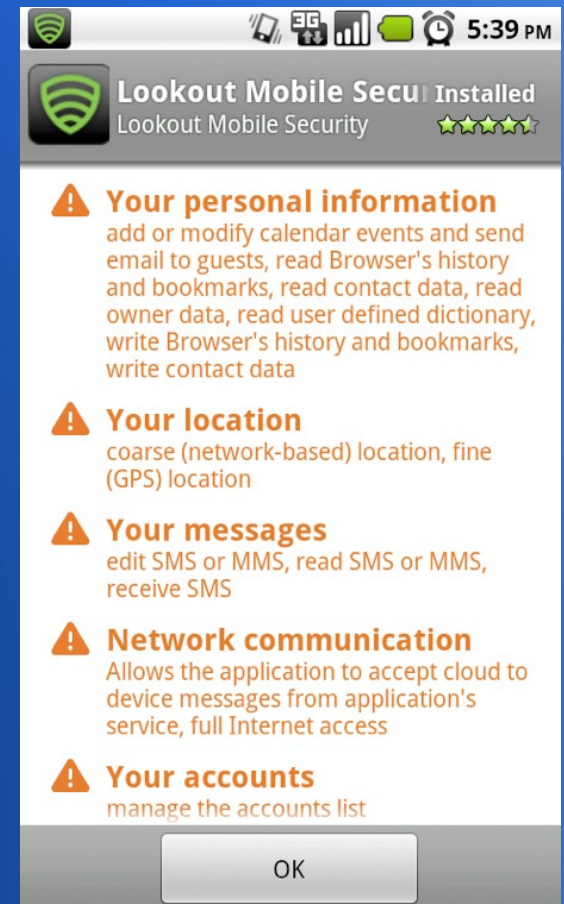 3G 5:39 PM
Lookout Mobile Secur Installed
Lookout Mobile Security
Your personal information
add or modify calendar events and send
email to guests, read Browser's history
and bookmarks, read contact data, read
owner data, read user defined dictionary,
write Browser's history and bookmarks,
write contact data
Your location
coarse (network-based) location, fine
(GPS) location
Your messages
edit SMS or MMS, read SMS or MMS,
receive SMS
Network communication
Allows the application to accept cloud to
device messages from application's
service, full Internet access
Your accounts
manage the accounts list
OK